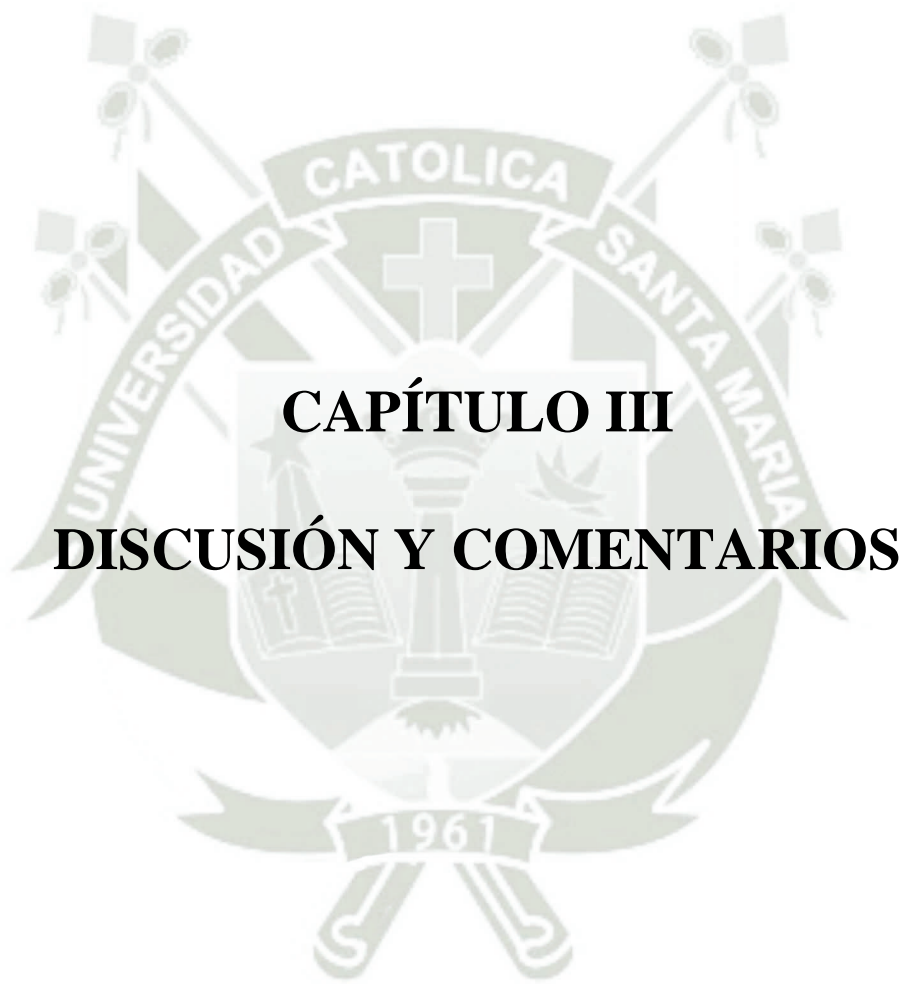 UNIVERSIDAD CATOLICA SANTA MARIA
CAPÍTULO III
DISCUSIÓN Y COMENTARIOS
1961